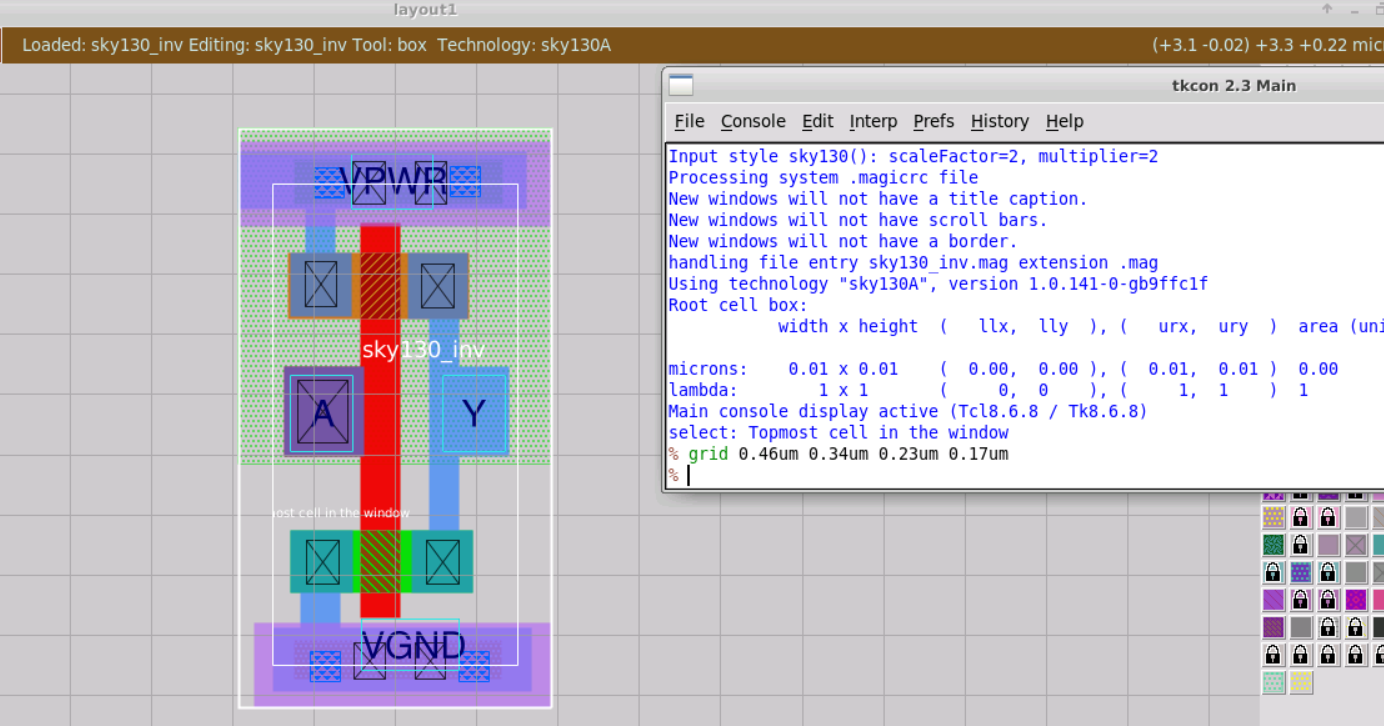 layout1
Loaded: sky130_inv Editing: sky130_inv Tool: box Technology: sky130A
(+3.1 -0.02) +3.3 +0.22 micr
tkcon 2.3 Main
File Console Edit Interp Prefs History Help
Input style sky130(): scaleFactor=2, multiplier=2
Processing system .magicrc file
New windows will not have a title caption.
New windows will not have scroll bars.
New windows will not have a border.
handling file entry sky130_inv.mag extension .mag
Using technology "sky130A", version 1.0.141-0-gb9ffc1f
Root cell box:
width x height ( llx, lly ), ( urx, ury ) area (uni
microns: 0.01 x 0.01 ( 0.00, 0.00 ), ( 0.01, 0.01 ) 0.00
lambda: 1 x 1 ( 0, 0 ), ( 1, 1 ) 1
Main console display active (Tcl8.6.8 / Tk8.6.8)
select: Topmost cell in the window
% grid 0.46um 0.34um 0.23um 0.17um
%
VPWR
sky130_inv
A
Y
ost cell in the window
VGND